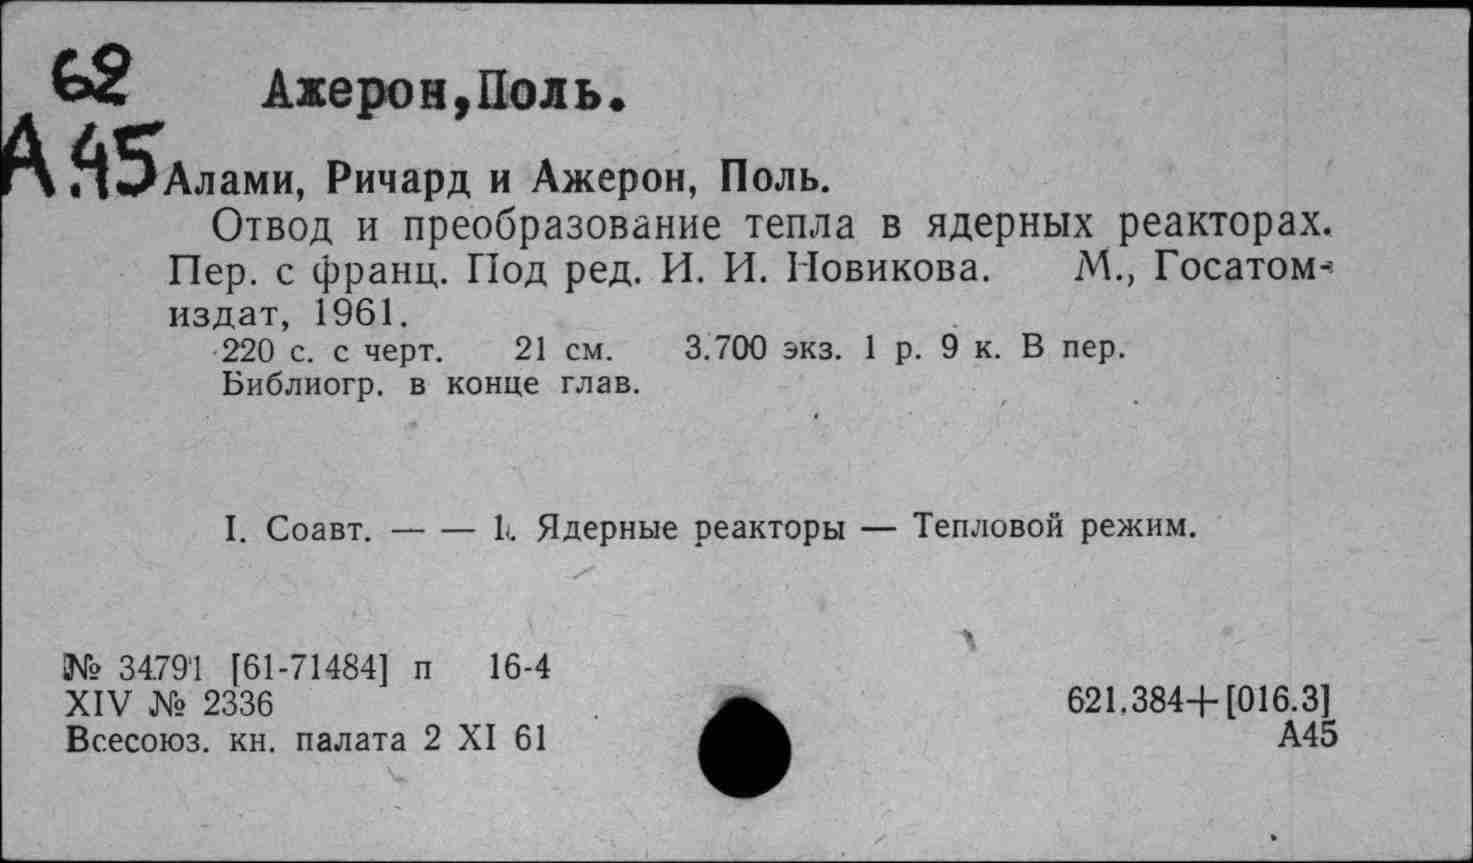 62 Ажерон,Поль.
А А45 Алами, Ричард и Ажерон, Поль.
Отвод и преобразование тепла в ядерных реакторах.
Пер. с франц. Под ред. И. И. Новикова. М., Госатом-
издат, 1961.
220 с. с черт. 21 см. 3.700 экз. 1 р. 9 к. В пер.
Библиогр. в конце глав.
I. Соавт. — — 1. Ядерные реакторы — Тепловой режим.
№ 34791 [61-71484] п 16-4
XIV № 2336
Всесоюз. кн. палата 2 XI 61
621.384+[016.3]
А45